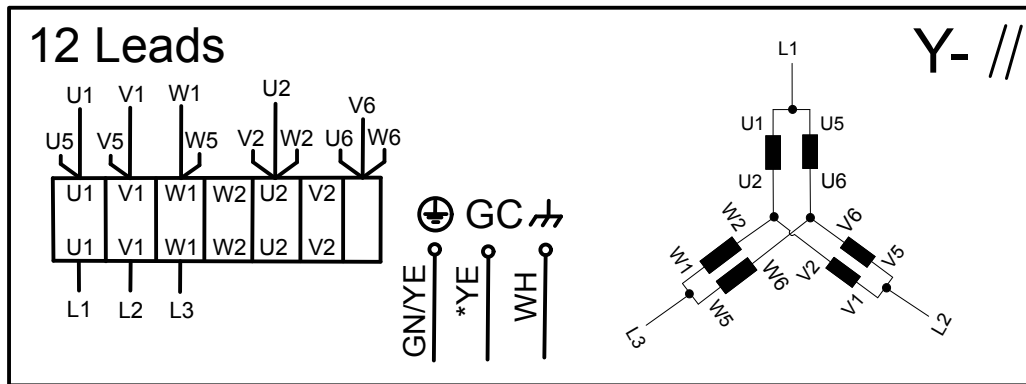 12 Leads
Y- //
U1 V1 W1 U2 V6
U5 V5 W5 V2 W2 U6 W6
U1 V1 W1 W2 U2 V2
U1 V1 W1 W2 U2 V2
L1 L2 L3
GC
GN/YE *YE WH
L1
U1 U5
U2 U6
W2 V6
W1 W6 V2 V5
W5 V1
L3 L2